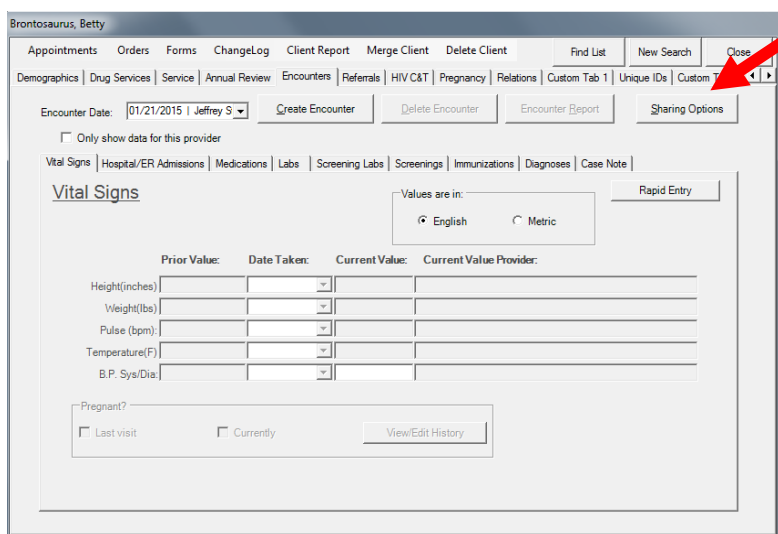 Brontosaurus, Betty
Appointments Orders Forms ChangeLog Client Report Merge Client Delete Client Find List New Search Close
Demographics Drug Services Service Annual Review Encounters Referrals HIV C&T Pregnancy Relations Custom Tab 1 Unique IDs Custom
Encounter Date: 01/21/2015 | Jeffrey S Create Encounter Delete Encounter Encounter Report Sharing Options
Only show data for this provider
Vital Signs Hospital/ER Admissions Medications Labs Screening Labs Screenings Immunizations Diagnoses Case Note
Vital Signs Values are in: Rapid Entry
English Metric
Prior Value: Date Taken: Current Value: Current Value Provider:
Height(inches)
Weight(lbs)
Pulse (bpm):
Temperature(F)
B.P. Sys/Dia:
Pregnant?
Last visit Currently View/Edit History